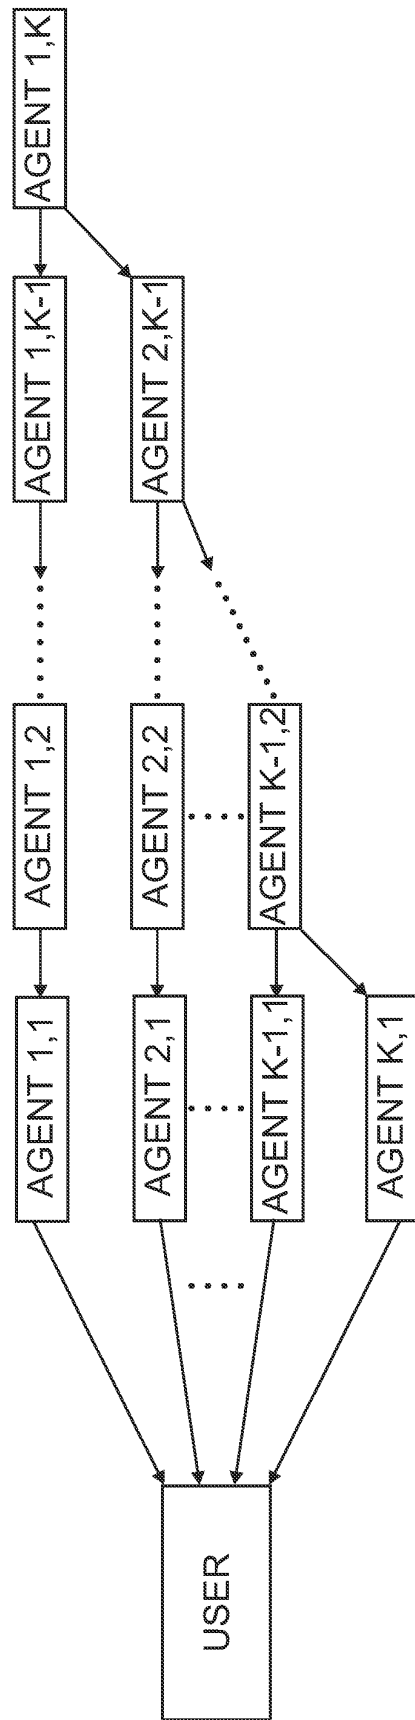 AGENT 1,K
AGENT 1,K-1
AGENT 2,K-1
AGENT 1,2
AGENT 2,2
AGENT K-1,2
AGENT 1,1
AGENT 2,1
AGENT K-1,1
AGENT K,1
USER